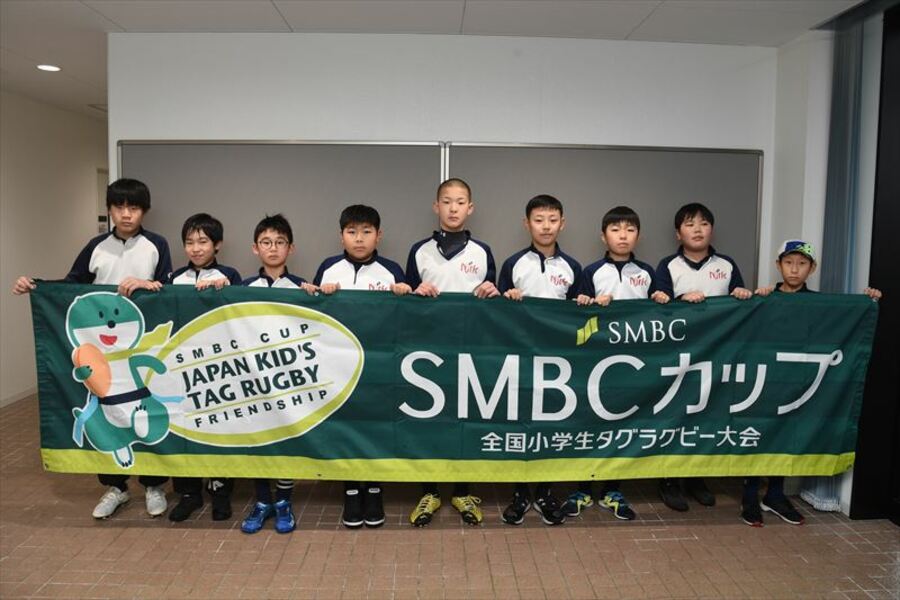 SMBC CUP
JAPAN KID'S
TAG RUGBY
FRIENDSHIP
SMBC
SMBCカップ
全国小学生タグラグビー大会